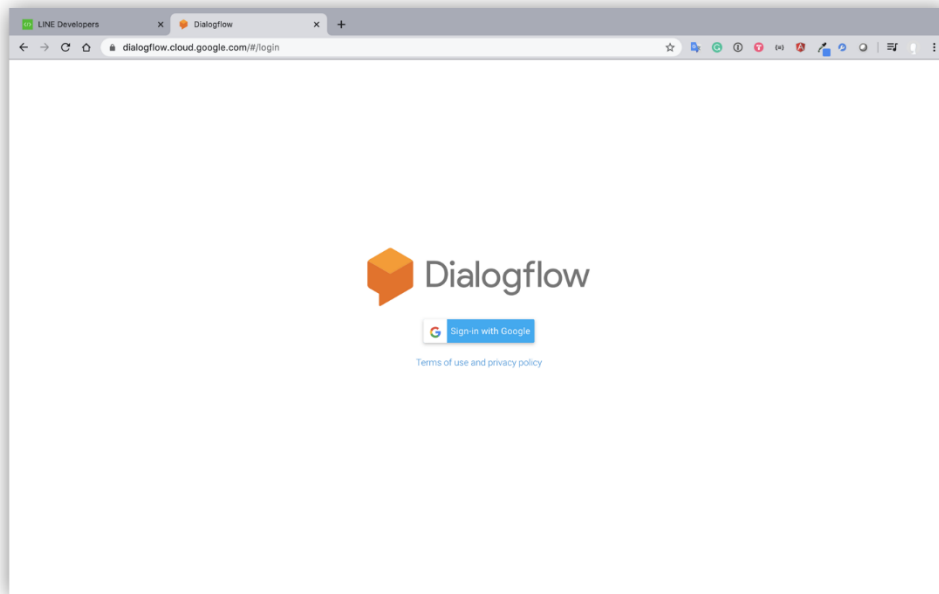 LINE Developers
Dialogflow
dialogflow.cloud.google.com/#/login
Dialogflow
Sign-in with Google
Terms of use and privacy policy